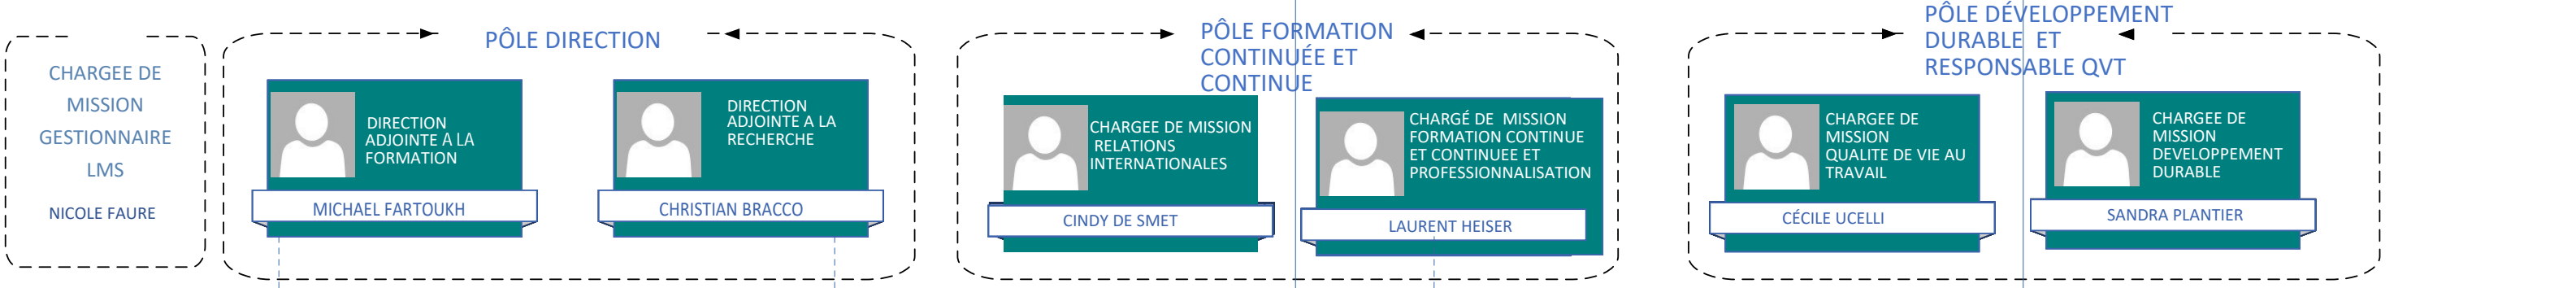 CHARGEE DE
MISSION
GESTIONNAIRE
LMS
NICOLE FAURE
PÔLE DIRECTION
DIRECTION
ADJOINTE A LA
FORMATION
MICHAEL FARTOUKH
DIRECTION
ADJOINTE A LA
RECHERCHE
CHRISTIAN BRACCO
PÔLE FORMATION
CONTINUÉE ET
CONTINUE
CHARGEE DE MISSION
RELATIONS
INTERNATIONALES
CINDY DE SMET
CHARGÉ DE MISSION
FORMATION CONTINUE
ET CONTINUEE ET
PROFESSIONNALISATION
LAURENT HEISER
PÔLE DÉVELOPPEMENT
DURABLE ET
RESPONSABLE QVT
CHARGEE DE
MISSION
QUALITE DE VIE AU
TRAVAIL
CÉCILE UCELLI
CHARGEE DE
MISSION
DEVELOPPEMENT
DURABLE
SANDRA PLANTIER